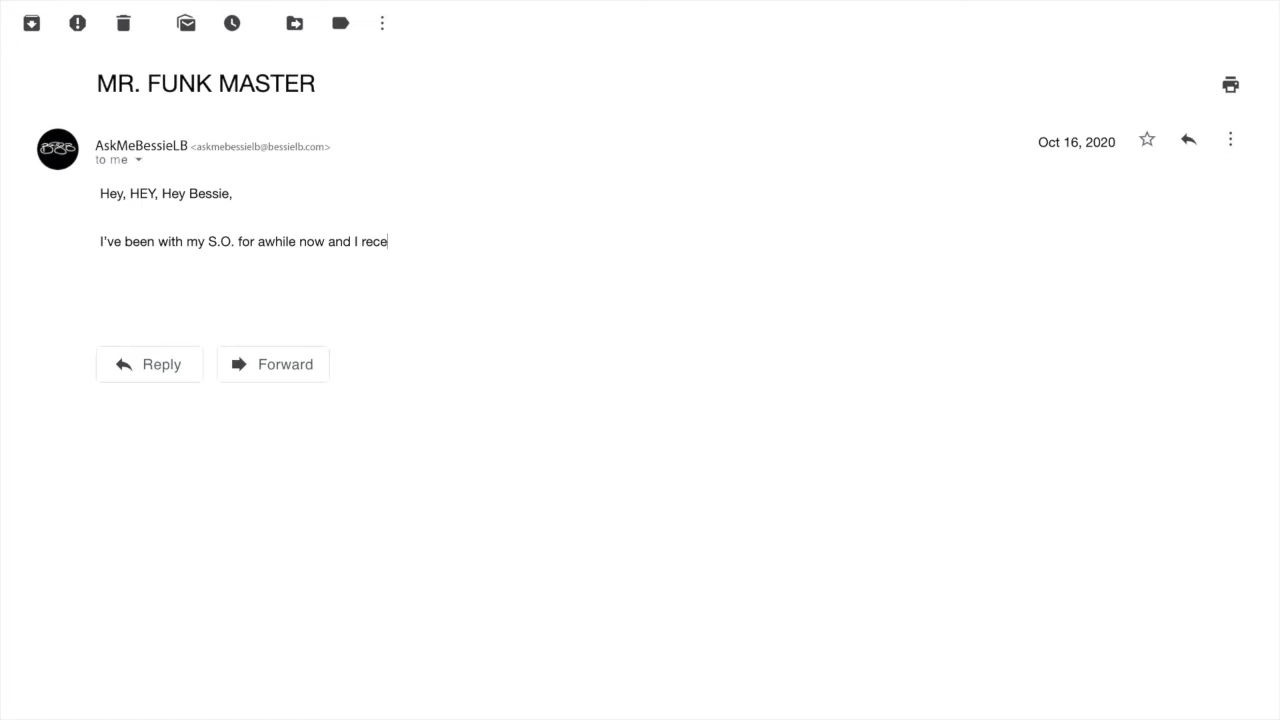 MR. FUNK MASTER
AskMeBessieLB <askmebessielb@bessielb.com>
Oct 16, 2020
to me
Hey, HEY, Hey Bessie,
I've been with my S.O. for awhile now and I rece
Reply
Forward